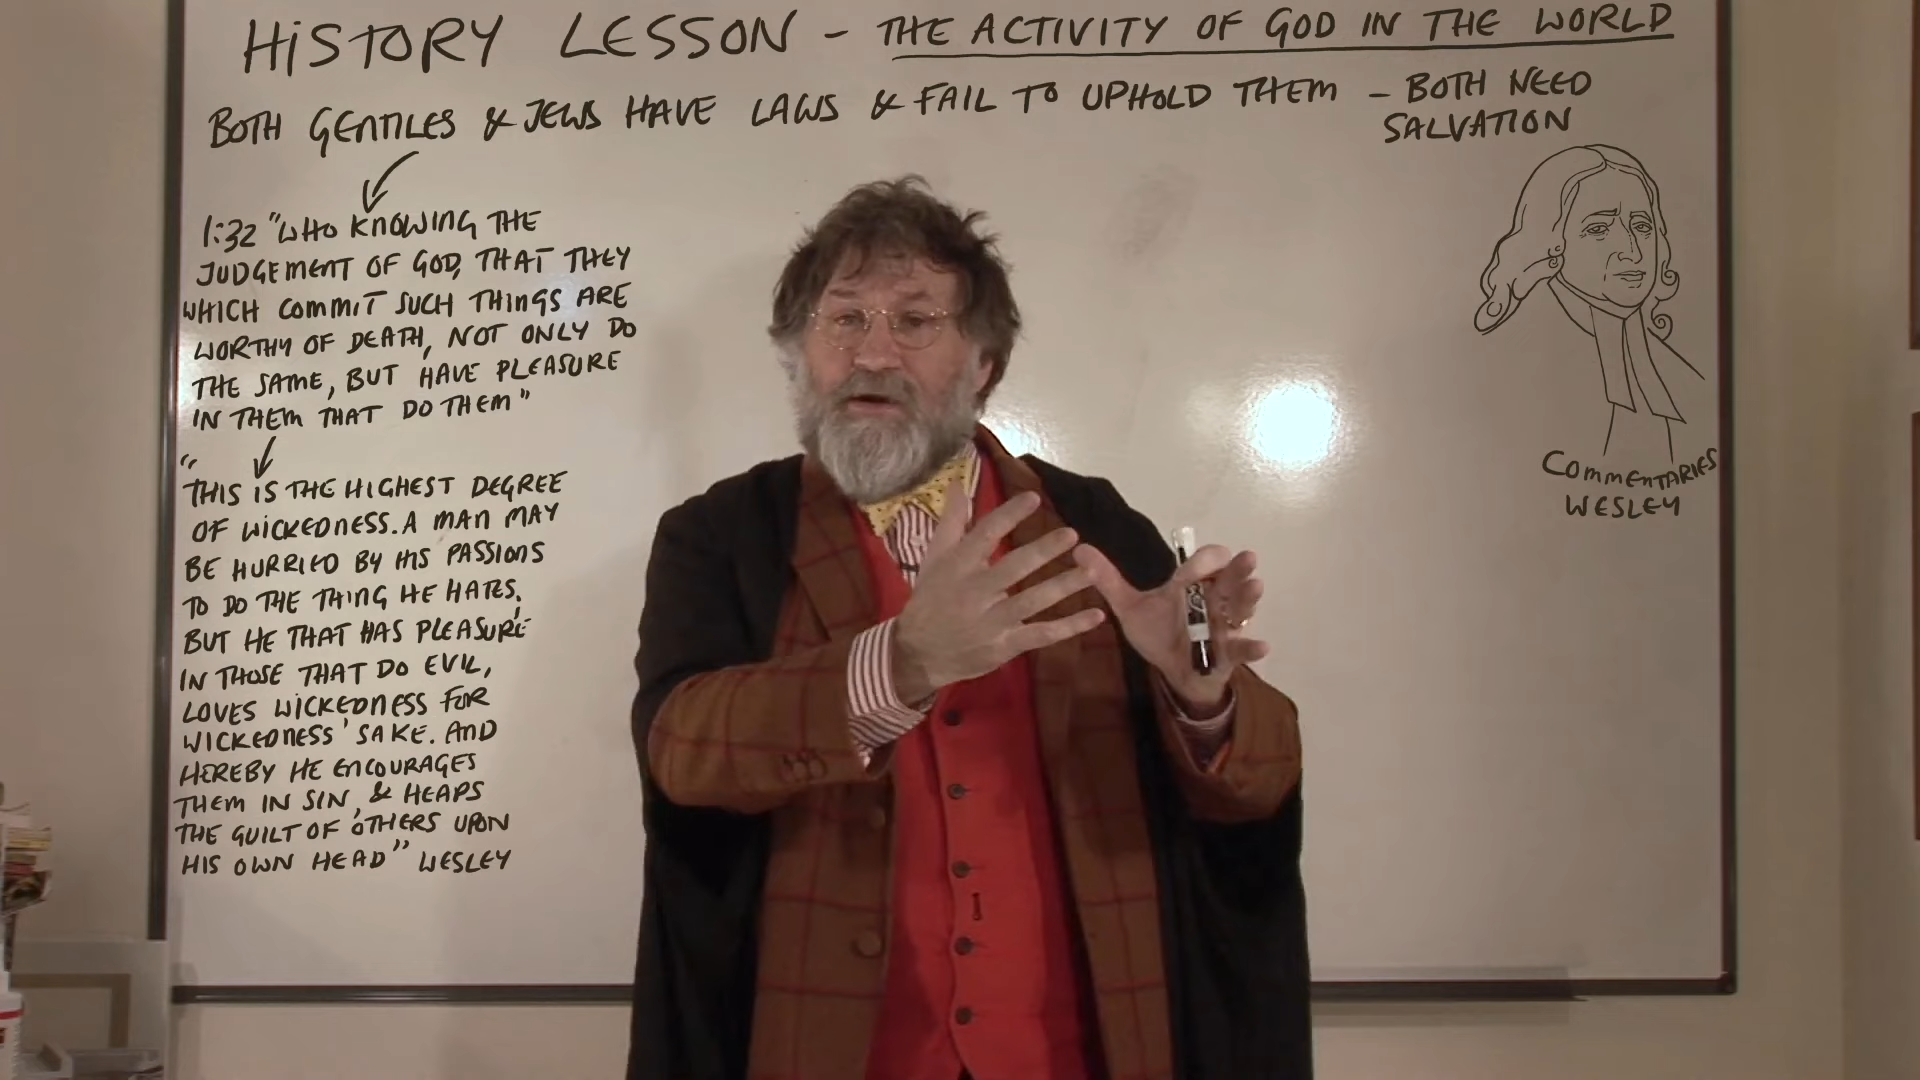 HISTORY LESSON - THE ACTIVITY OF GOD IN THE WORLD
BOTH GENTILES & JEWS HAVE LAWS & FAIL TO UPHOLD THEM - BOTH NEED
SALVATION
1:32 "WHO KNOWING THE
JUDGEMENT OF GOD, THAT THEY
WHICH COMMIT SUCH THINGS ARE
WORTHY OF DEATH, NOT ONLY DO
THE SAME, BUT HAVE PLEASURE
IN THEM THAT DO THEM"
"THIS IS THE HIGHEST DEGREE
OF WICKEDNESS. A MAN MAY
BE HURRIED BY HIS PASSIONS
TO DO THE THING HE HATES.
BUT HE THAT HAS PLEASURE
IN THOSE THAT DO EVIL,
LOVES WICKEDNESS FOR
WICKEDNESS' SAKE. AND
HEREBY HE ENCOURAGES
THEM IN SIN, & HEAPS
THE GUILT OF OTHERS UPON
HIS OWN HEAD" WESLEY
COMMENTARIES
WESLEY